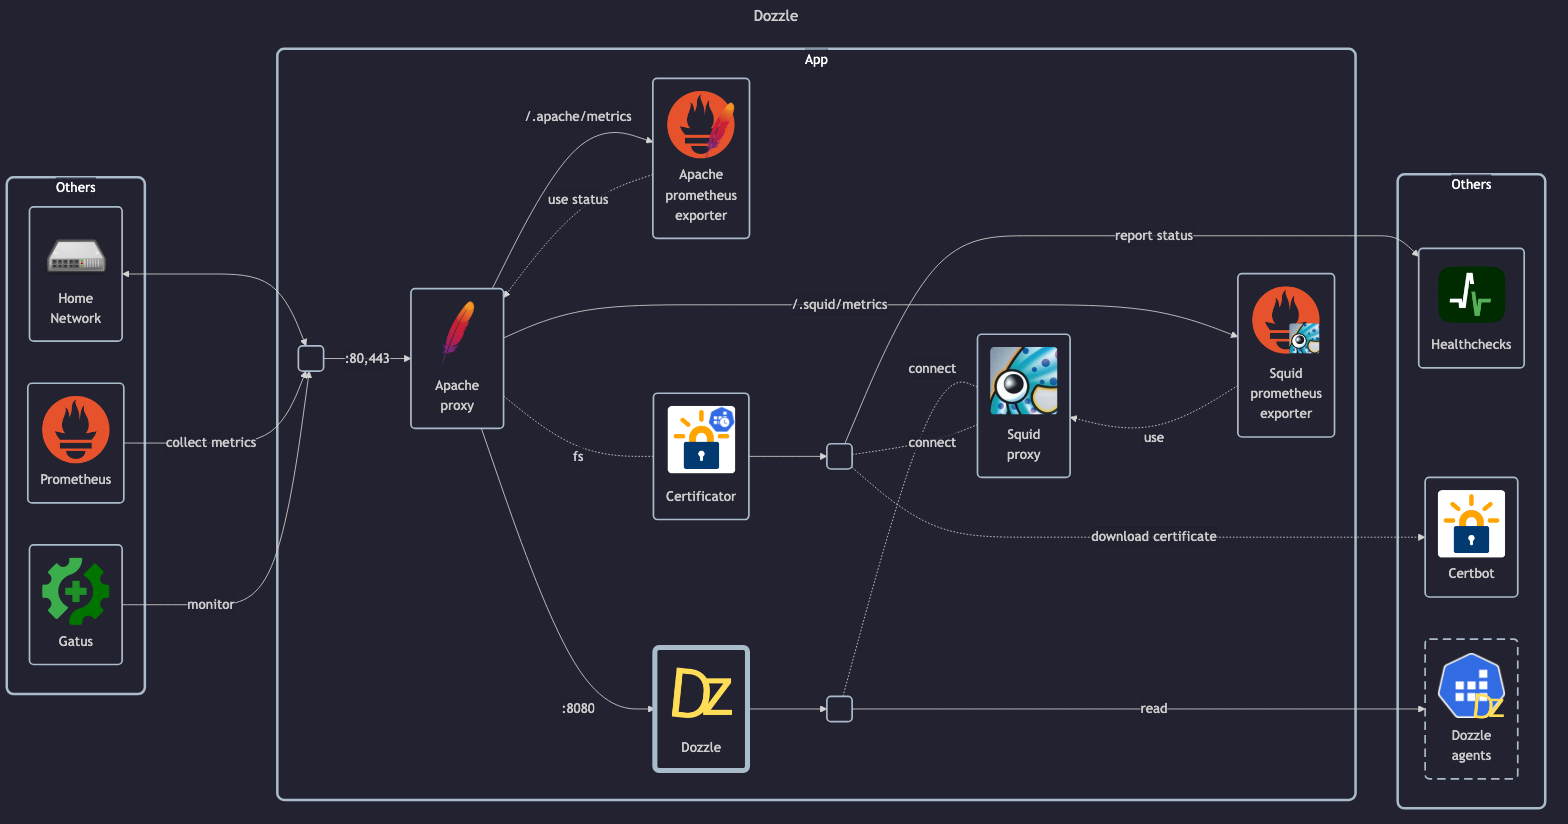 Dozzle
App
Others
Home
Network
Prometheus
Gatus
collect metrics
monitor
:80,443
Apache
proxy
/.apache/metrics
use status
Apache
prometheus
exporter
/.squid/metrics
fs
Certificator
:8080
Dz
Dozzle
report status
connect
connect
Squid
proxy
use
Squid
prometheus
exporter
download certificate
read
Others
Healthchecks
Certbot
Dz
Dozzle
agents